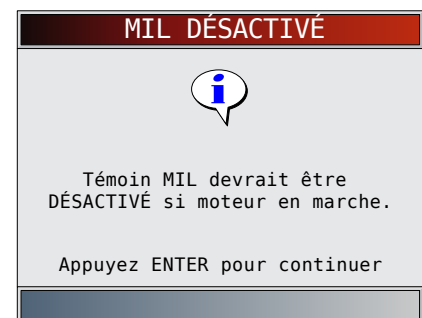 MIL DÉSACTIVÉ
i
Témoin MIL devrait être
DÉSACTIVÉ si moteur en marche.
Appuyez ENTER pour continuer